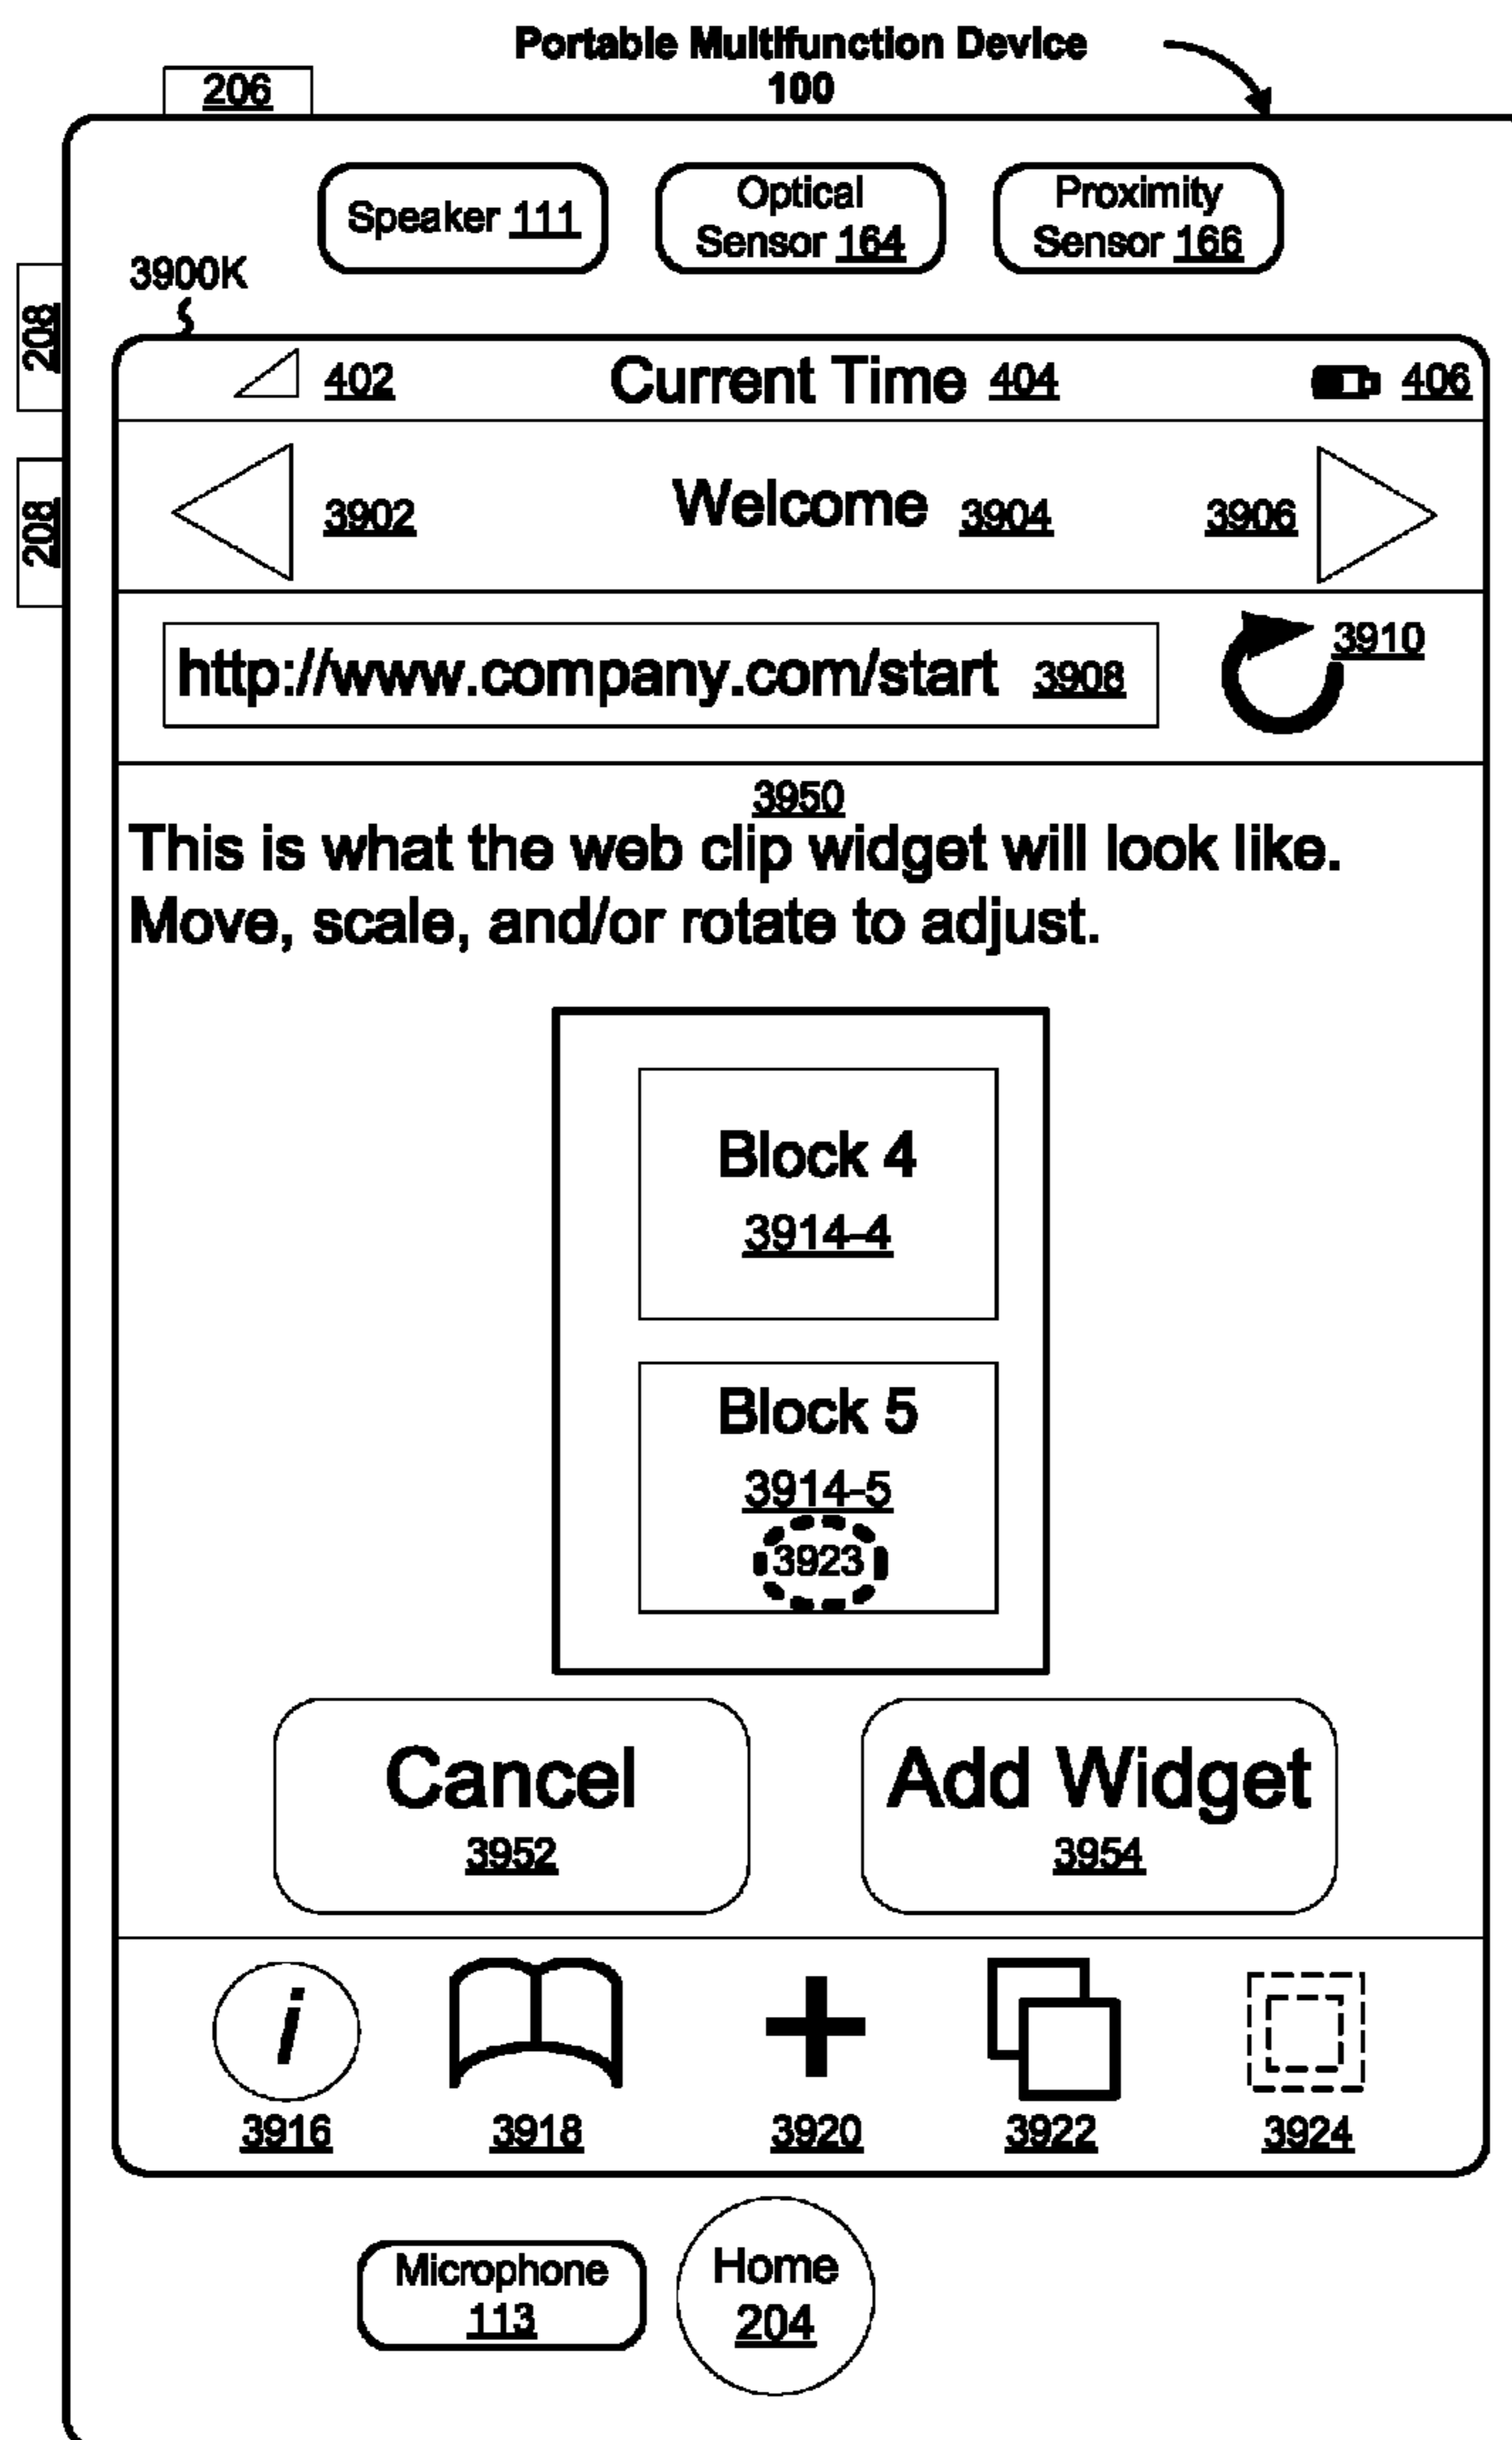 Portable Multifunction Device
100
206
Speaker 111
Optical
Sensor 164
Proximity
Sensor 166
3900K
208
208
402
Current Time 404
406
3902
Welcome 3904
3906
http://www.company.com/start 3908
3910
3950
This is what the web clip widget will look like.
Move, scale, and/or rotate to adjust.
Block 4
3914-4
Block 5
3914-5
3923
Cancel
3952
Add Widget
3954
i
3916
3918
3920
3922
3924
Microphone
113
Home
204